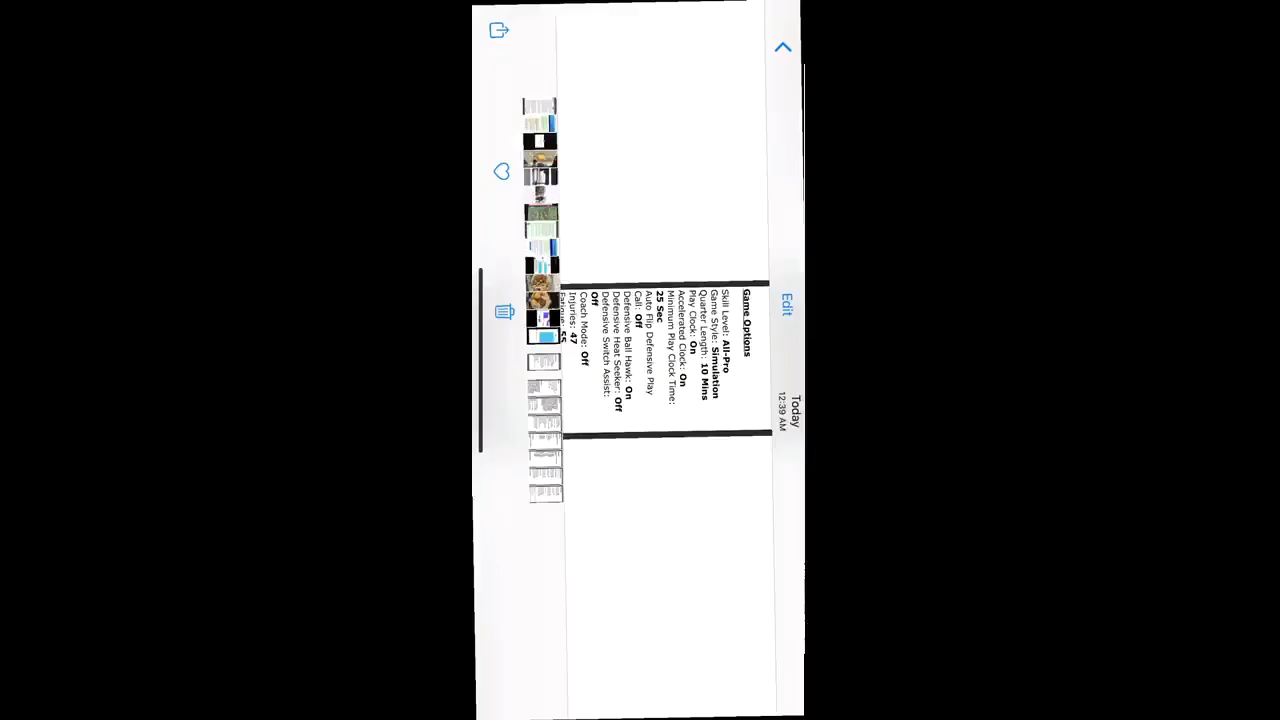 Today
12:39 AM
Edit
Game Options
Skill Level: All-Pro
Game Style: Simulation
Quarter Length: 10 Mins
Play Clock: On
Accelerated Clock: On
Minimum Play Clock Time:
25 Sec
Auto Flip Defensive Play
Call: Off
Defensive Ball Hawk: On
Defensive Heat Seeker: Off
Defensive Switch Assist:
Off
Coach Mode: Off
Injuries: 47
Fatigue: 55